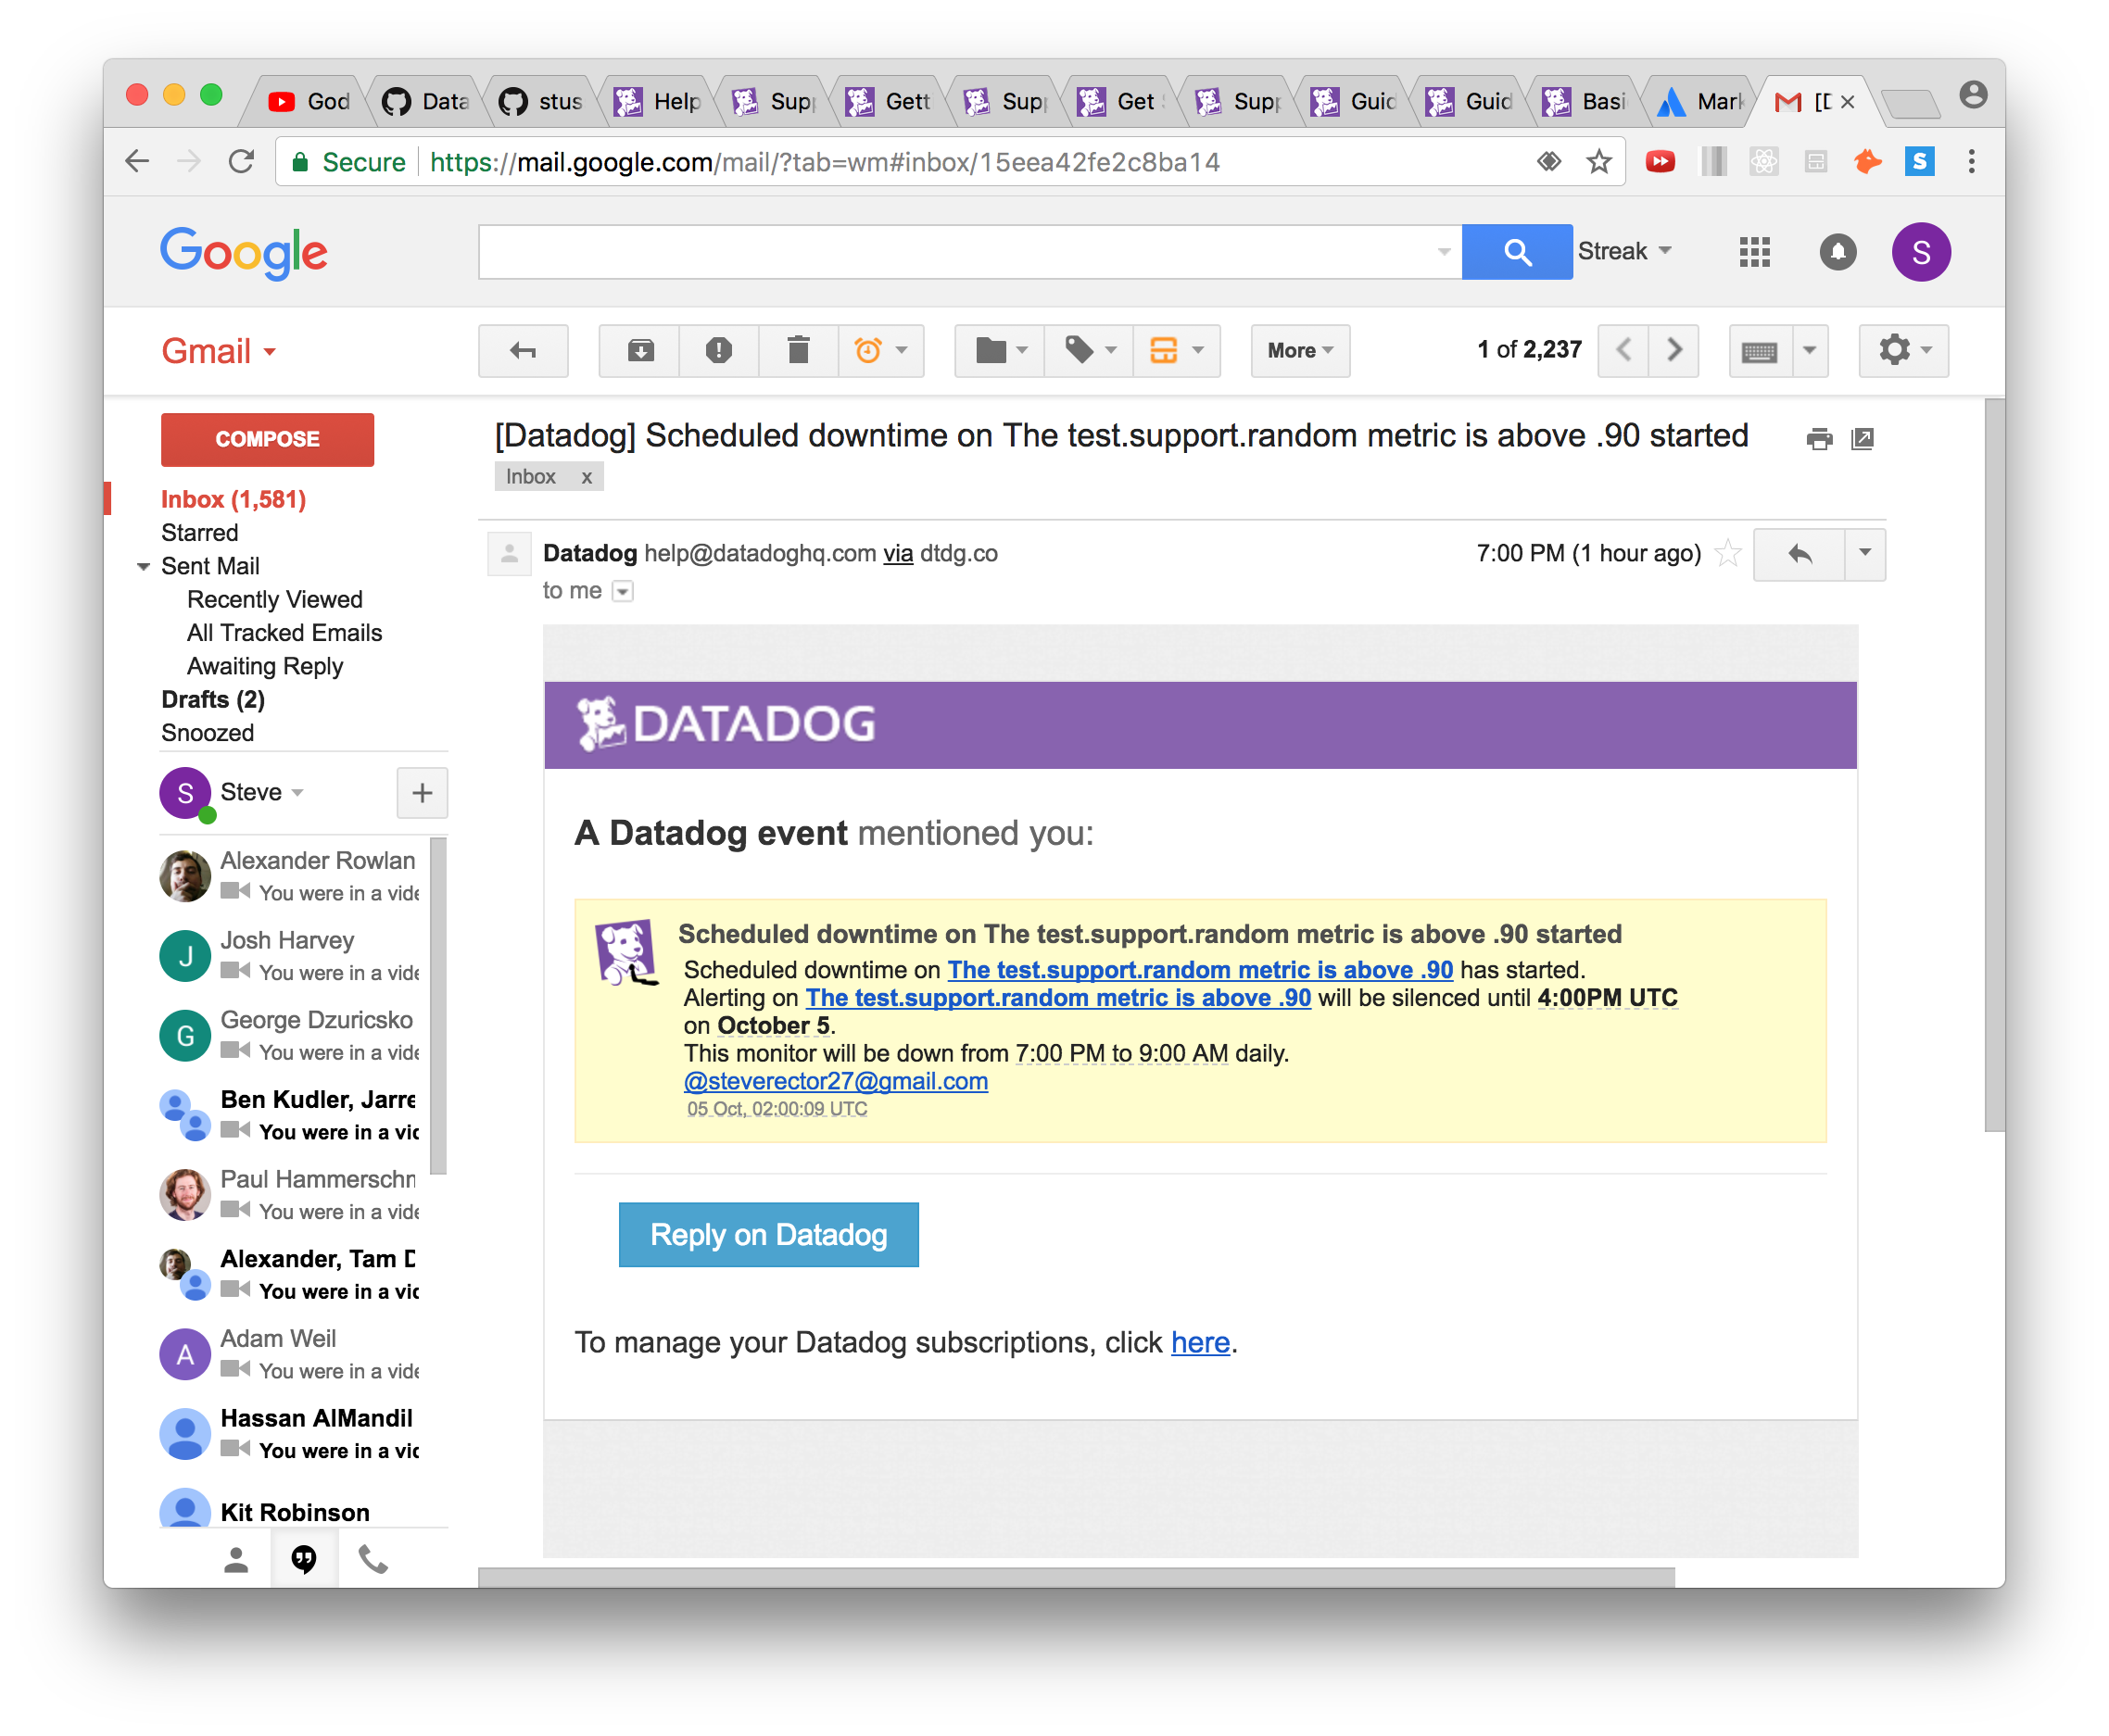 God
Data
stus
Help
Supp
Gett
Supp
Get S
Supp
Guid
Guid
Basi
Mark
[D
Secure https://mail.google.com/mail/?tab=wm#inbox/15eea42fe2c8ba14
S
Google
Streak
S
Gmail
More
1 of 2,237
COMPOSE
Inbox (1,581)
Starred
Sent Mail
Recently Viewed
All Tracked Emails
Awaiting Reply
Drafts (2)
Snoozed
S Steve +
Alexander Rowlan
You were in a vide
J Josh Harvey
You were in a vide
G George Dzuricsko
You were in a vide
Ben Kudler, Jarre
You were in a vid
Paul Hammerschn
You were in a vide
Alexander, Tam D
You were in a vid
A Adam Weil
You were in a vide
Hassan AlMandil
You were in a vid
Kit Robinson
[Datadog] Scheduled downtime on The test.support.random metric is above .90 started
Inbox x
Datadog help@datadoghq.com via dtdg.co
7:00 PM (1 hour ago)
to me
DATADOG
A Datadog event mentioned you:
Scheduled downtime on The test.support.random metric is above .90 started
Scheduled downtime on The test.support.random metric is above .90 has started.
Alerting on The test.support.random metric is above .90 will be silenced until 4:00PM UTC
on October 5.
This monitor will be down from 7:00 PM to 9:00 AM daily.
@steverector27@gmail.com
05 Oct, 02:00:09 UTC
Reply on Datadog
To manage your Datadog subscriptions, click here.